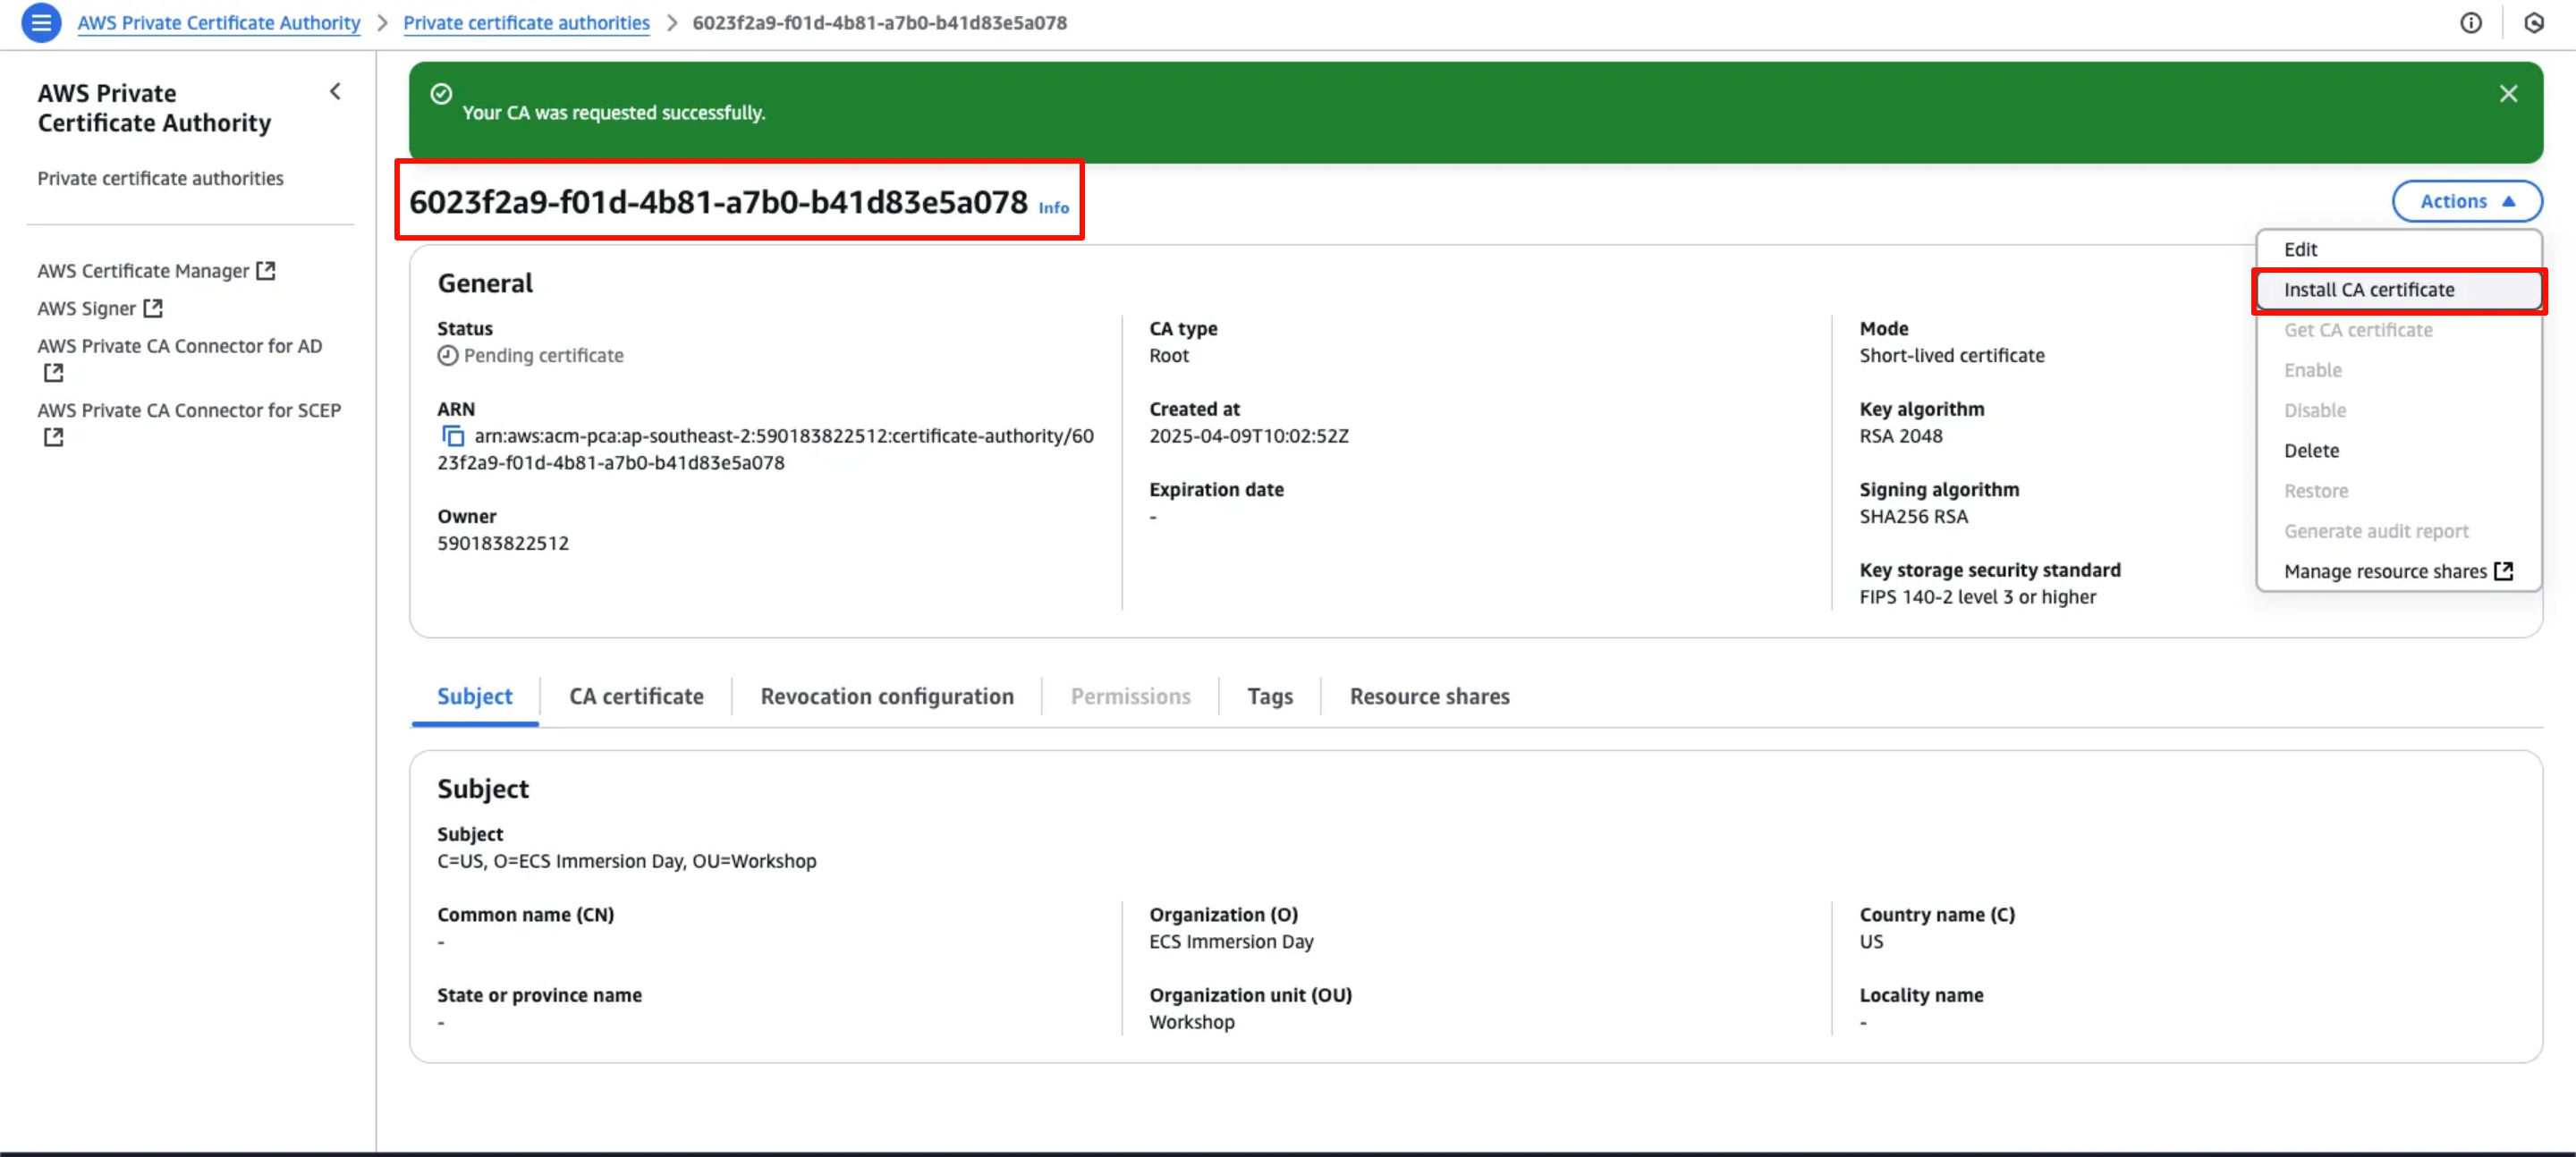 AWS Private Certificate Authority > Private certificate authorities > 6023f2a9-f01d-4b81-a7b0-b41d83e5a078
AWS Private
Certificate Authority
Private certificate authorities
AWS Certificate Manager
AWS Signer
AWS Private CA Connector for AD
AWS Private CA Connector for SCEP
Your CA was requested successfully.
6023f2a9-f01d-4b81-a7b0-b41d83e5a078 Info
Actions
Edit
Install CA certificate
Get CA certificate
Enable
Disable
Delete
Restore
Generate audit report
Manage resource shares
General
Status
Pending certificate
ARN
arn:aws:acm-pca:ap-southeast-2:590183822512:certificate-authority/60
23f2a9-f01d-4b81-a7b0-b41d83e5a078
Owner
590183822512
CA type
Root
Created at
2025-04-09T10:02:52Z
Expiration date
-
Mode
Short-lived certificate
Key algorithm
RSA 2048
Signing algorithm
SHA256 RSA
Key storage security standard
FIPS 140-2 level 3 or higher
Subject CA certificate Revocation configuration Permissions Tags Resource shares
Subject
Subject
C=US, O=ECS Immersion Day, OU=Workshop
Common name (CN)
-
State or province name
-
Organization (O)
ECS Immersion Day
Organization unit (OU)
Workshop
Country name (C)
US
Locality name
-